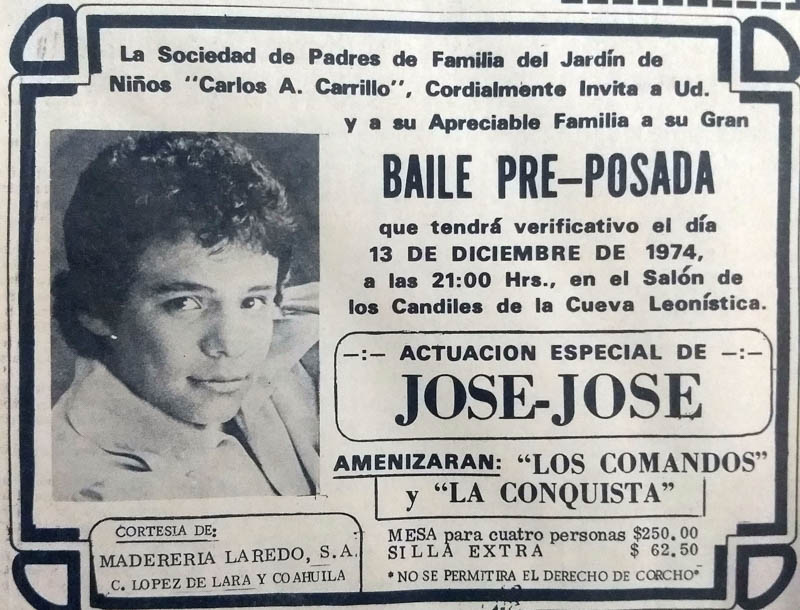 La Sociedad de Padres de Familia del Jardín de
Niños "Carlos A. Carrillo", Cordialmente Invita a Ud.
y a su Apreciable Familia a su Gran
BAILE PRE-POSADA
que tendrá verificativo el día
13 DE DICIEMBRE DE 1974,
a las 21:00 Hrs., en el Salón de
los Candiles de la Cueva Leonística.
-:- ACTUACION ESPECIAL DE -:-
JOSE-JOSE
AMENIZARAN: "LOS COMANDOS"
y "LA CONQUISTA"
CORTESIA DE:
MADERERIA LAREDO, S.A.
C. LOPEZ DE LARA Y COAHUILA
MESA para cuatro personas $250.00
SILLA EXTRA $ 62.50
*NO SE PERMITIRA EL DERECHO DE CORCHO*